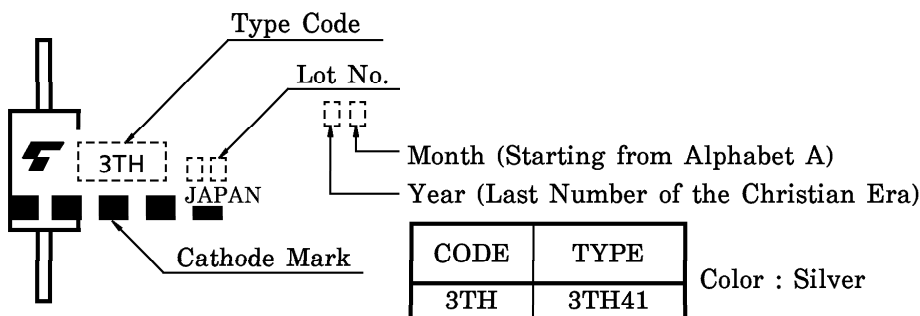 Type Code
Lot No.
3TH
JAPAN
Month (Starting from Alphabet A)
Year (Last Number of the Christian Era)
Cathode Mark
CODE TYPE
3TH 3TH41
Color : Silver